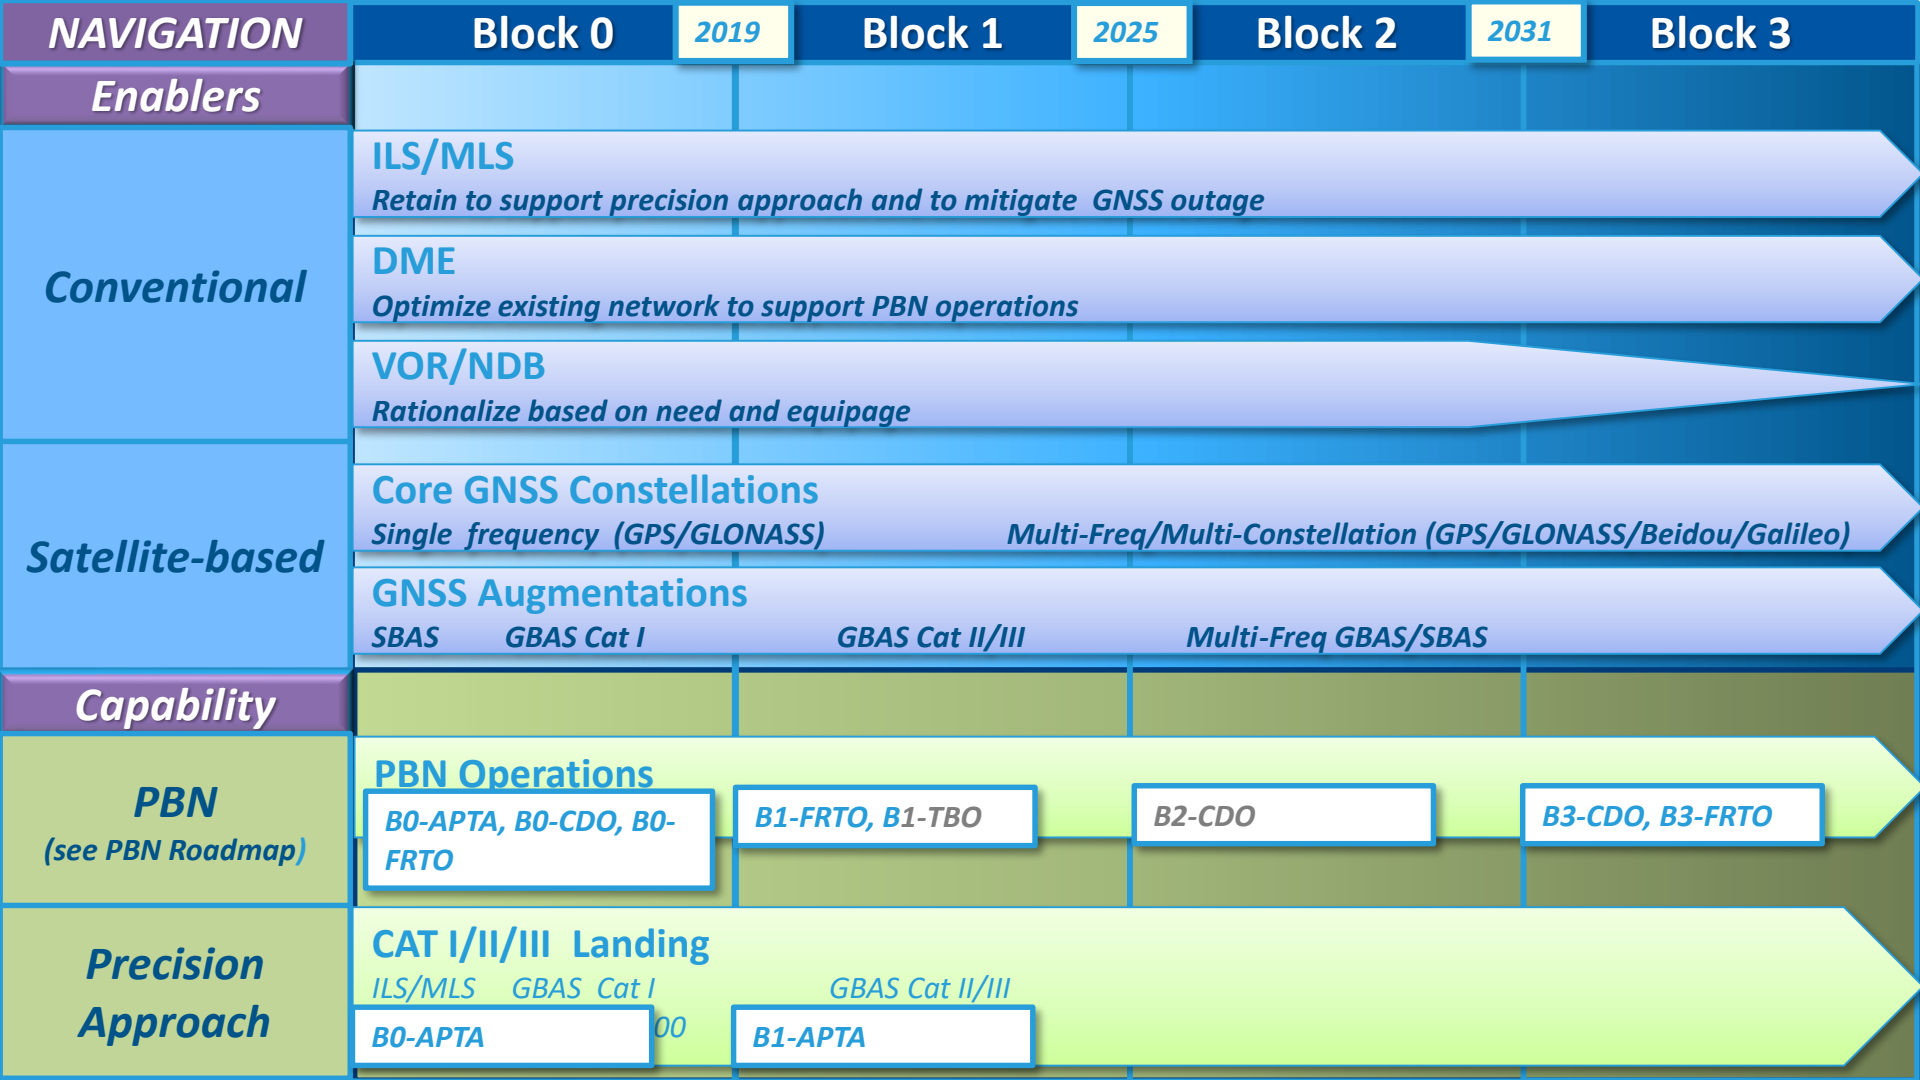 NAVIGATION
Block 0
2019
Block 1
2025
Block 2
2031
Block 3
Enablers
Conventional
ILS/MLS
Retain to support precision approach and to mitigate GNSS outage
DME
Optimize existing network to support PBN operations
VOR/NDB
Rationalize based on need and equipage
Satellite-based
Core GNSS Constellations
Single frequency (GPS/GLONASS)
Multi-Freq/Multi-Constellation (GPS/GLONASS/Beidou/Galileo)
GNSS Augmentations
SBAS
GBAS Cat I
GBAS Cat II/III
Multi-Freq GBAS/SBAS
Capability
PBN
(see PBN Roadmap)
PBN Operations
B0-APTA, B0-CDO, B0-
FRTO
B1-FRTO, B1-TBO
B2-CDO
B3-CDO, B3-FRTO
Precision
Approach
CAT I/II/III Landing
ILS/MLS
GBAS Cat I
GBAS Cat II/III
B0-APTA
00
B1-APTA